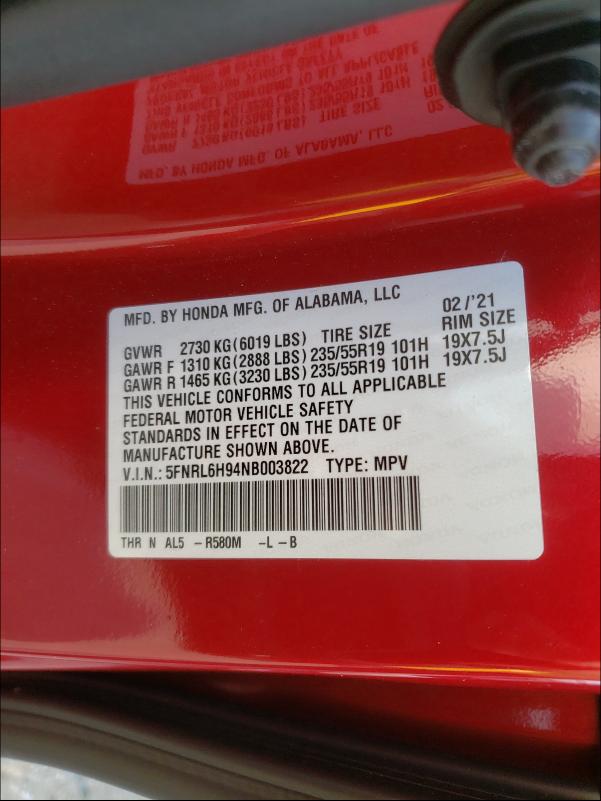 MFD. BY HONDA MFG. OF ALABAMA, LLC 02/'21
GVWR 2730 KG(6019 LBS) TIRE SIZE RIM SIZE
GAWR F 1310 KG(2888 LBS) 235/55R19 101H 19X7.5J
GAWR R 1465 KG(3230 LBS) 235/55R19 101H 19X7.5J
THIS VEHICLE CONFORMS TO ALL APPLICABLE
FEDERAL MOTOR VEHICLE SAFETY
STANDARDS IN EFFECT ON THE DATE OF
MANUFACTURE SHOWN ABOVE.
V.I.N.: 5FNRL6H94NB003822 TYPE: MPV
THR N AL5 -R580M -L-B